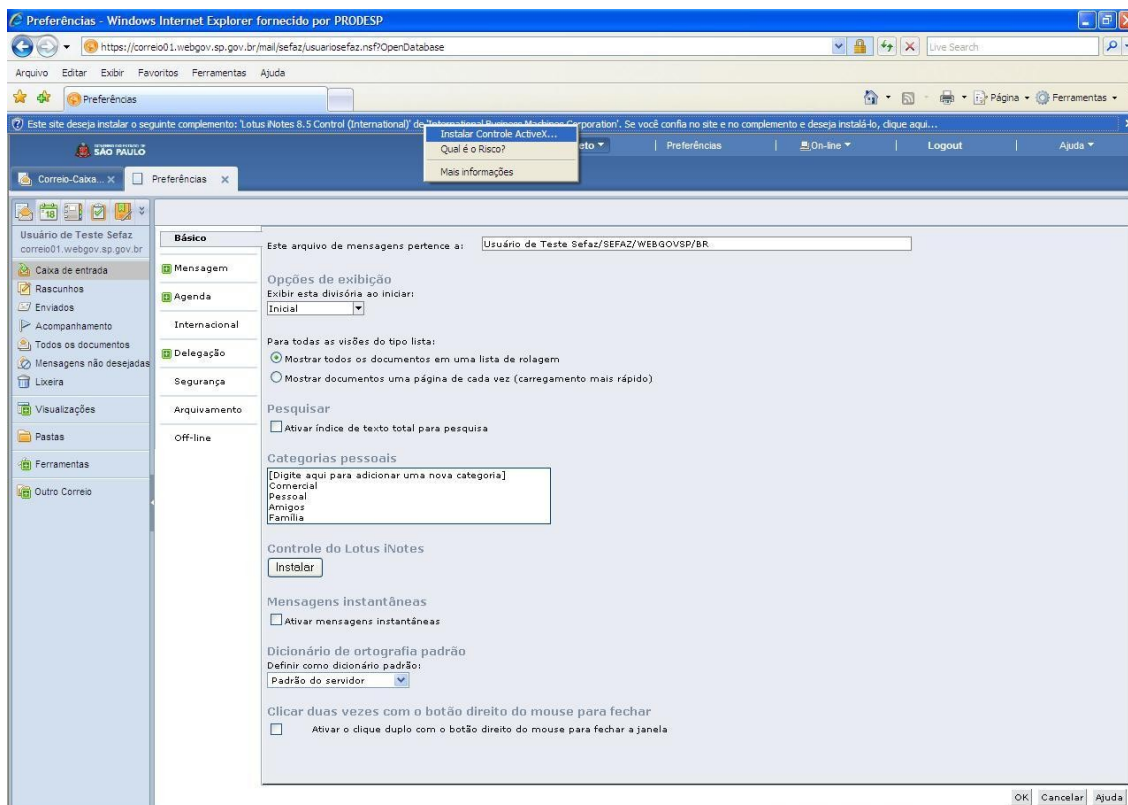 Preferências - Windows Internet Explorer fornecido por PRODESP
https://correio01.webgov.sp.gov.br/mail/sefaz/usuariosefaz.nsf?OpenDatabase
Live Search
Arquivo Editar Exibir Favoritos Ferramentas Ajuda
Preferências
Página
Ferramentas
Este site deseja instalar o seguinte complemento: 'Lotus iNotes 8.5 Control (International)' de 'International Business Machines Corporation'. Se você confia no site e no complemento e deseja instalá-lo, clique aqui...
Instalar Controle ActiveX...
Qual é o Risco?
Mais informações
SÃO PAULO
eto
Preferências
On-line
Logout
Ajuda
Correio-Caixa...
Preferências
18
Usuário de Teste Sefaz
correio01.webgov.sp.gov.br
Caixa de entrada
Rascunhos
Enviados
Acompanhamento
Todos os documentos
Mensagens não desejadas
Lixeira
Visualizações
Pastas
Ferramentas
Outro Correio
Básico
Mensagem
Agenda
Internacional
Delegação
Segurança
Arquivamento
Off-line
Este arquivo de mensagens pertence a: Usuário de Teste Sefaz/SEFAZ/WEBGOVSP/BR
Opções de exibição
Exibir esta divisória ao iniciar:
Inicial
Para todas as visões do tipo lista:
Mostrar todos os documentos em uma lista de rolagem
Mostrar documentos uma página de cada vez (carregamento mais rápido)
Pesquisar
Ativar índice de texto total para pesquisa
Categorias pessoais
[Digite aqui para adicionar uma nova categoria]
Comercial
Pessoal
Amigos
Família
Controle do Lotus iNotes
Instalar
Mensagens instantâneas
Ativar mensagens instantâneas
Dicionário de ortografia padrão
Definir como dicionário padrão:
Padrão do servidor
Clicar duas vezes com o botão direito do mouse para fechar
Ativar o clique duplo com o botão direito do mouse para fechar a janela
OK Cancelar Ajuda